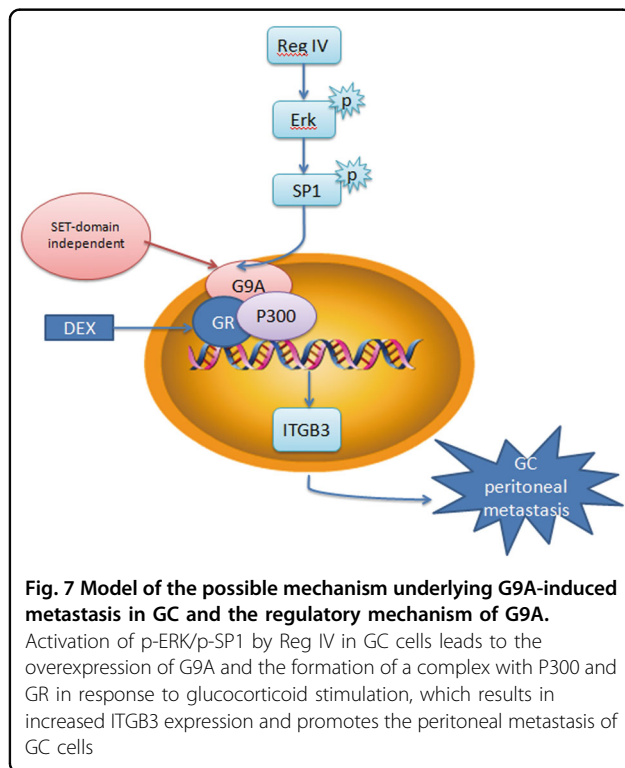 Reg IV
p
Erk
p
SP1
SET-domain
independent
G9A
DEX
GR
P300
ITGB3
GC
peritoneal
metastasis
Fig. 7 Model of the possible mechanism underlying G9A-induced
metastasis in GC and the regulatory mechanism of G9A.
Activation of p-ERK/p-SP1 by Reg IV in GC cells leads to the
overexpression of G9A and the formation of a complex with P300 and
GR in response to glucocorticoid stimulation, which results in
increased ITGB3 expression and promotes the peritoneal metastasis of
GC cells